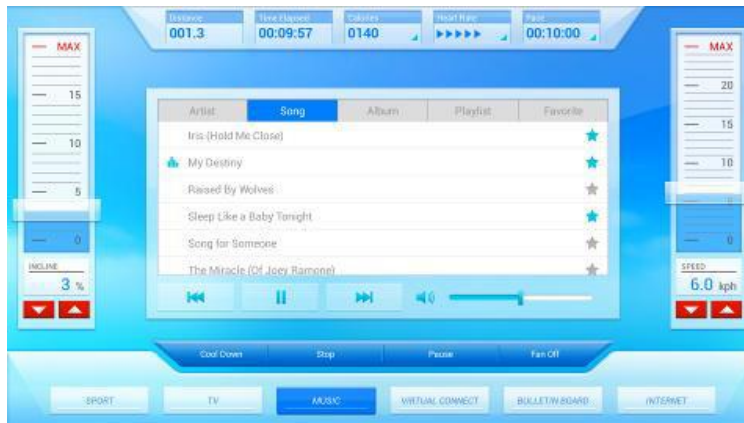 Distance
Time Elapsed
Calories
Heart Rate
Pace
001.3
00:09:57
0140
00:10:00
MAX
15
10
5
0
INCLINE
3 %
MAX
20
15
10
5
0
SPEED
6.0 kph
Artist
Song
Album
Playlist
Favorite
Iris (Hold Me Close)
My Destiny
Raised By Wolves
Sleep Like a Baby Tonight
Song for Someone
The Miracle (Of Joey Ramone)
Cool Down
Stop
Pause
Fan Off
SPORT
TV
MUSIC
VIRTUAL CONNECT
BULLETIN BOARD
INTERNET